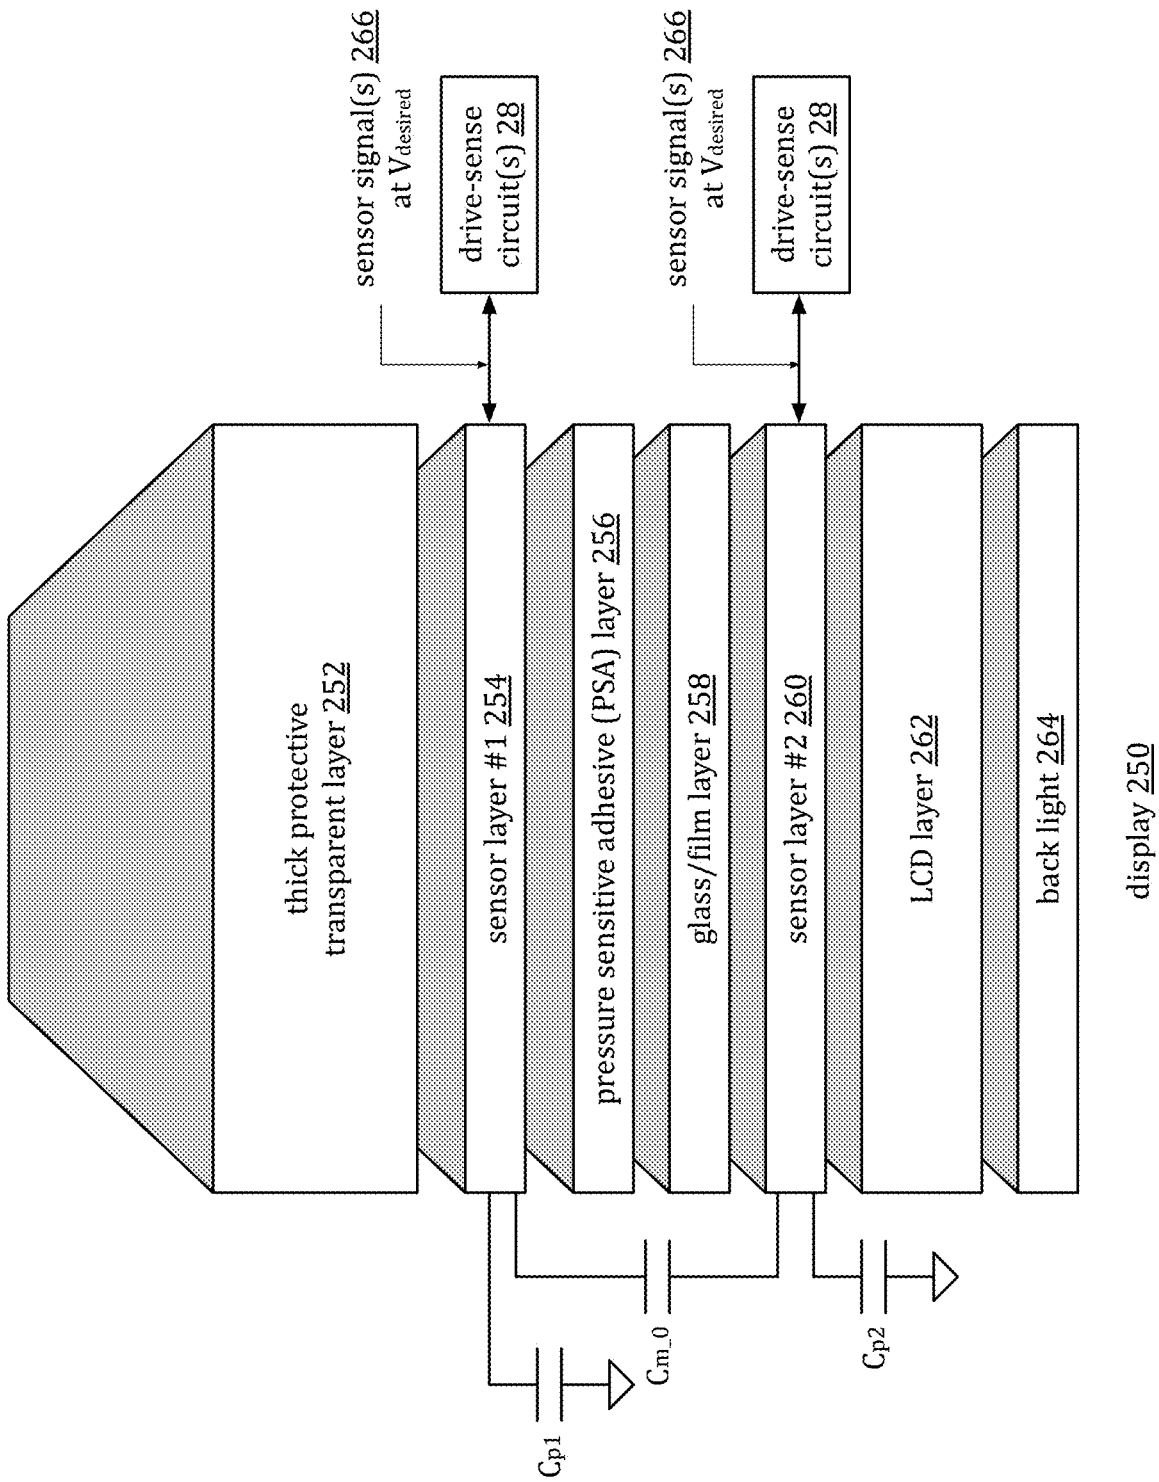 sensor signal(s) 266
at Vdesired
drive-sense
circuit(s) 28
sensor signal(s) 266
at Vdesired
drive-sense
circuit(s) 28
thick protective
transparent layer 252
sensor layer #1 254
pressure sensitive adhesive (PSA) layer 256
glass/film layer 258
sensor layer #2 260
LCD layer 262
back light 264
Cp1
Cm_0
Cp2
display 250